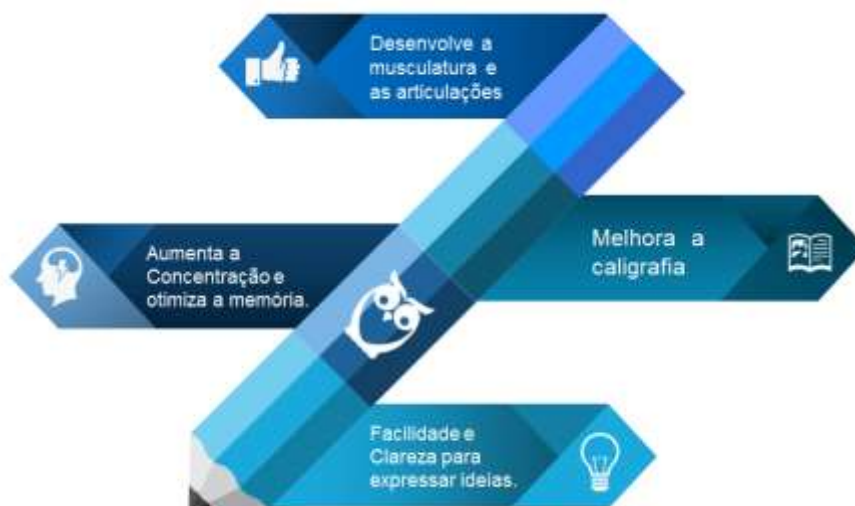 Desenvolve a
musculatura e
as articulações
Aumenta a
Concentração e
otimiza a memória.
Melhora a
caligrafia
Facilidade e
Clareza para
expressar ideias.